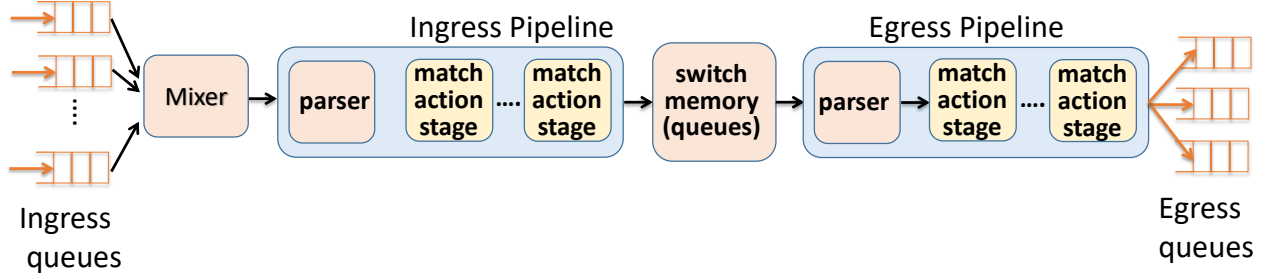 Ingress Pipeline
Egress Pipeline
Mixer
parser
match
action
stage
....
match
action
stage
switch
memory
(queues)
parser
match
action
stage
....
match
action
stage
Ingress
queues
Egress
queues